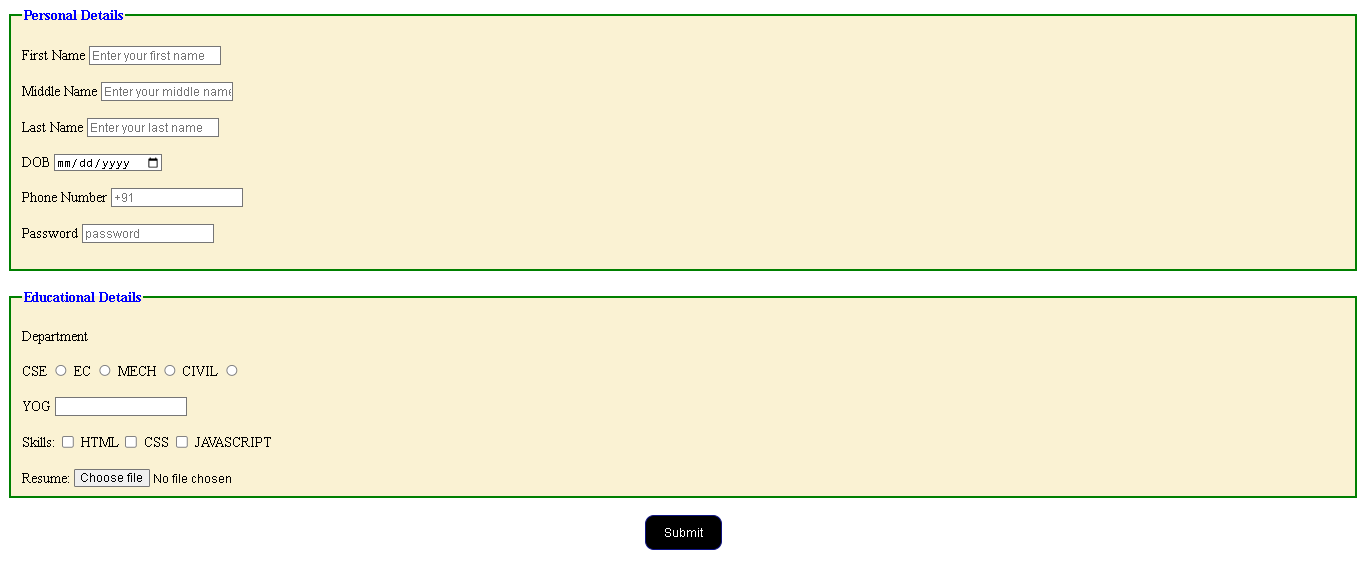 Personal Details
First Name Enter your first name
Middle Name Enter your middle name
Last Name Enter your last name
DOB mm/dd/yyyy
Phone Number +91
Password password
Educational Details
Department
CSE EC MECH CIVIL
YOG
Skills: HTML CSS JAVASCRIPT
Resume: Choose file No file chosen
Submit